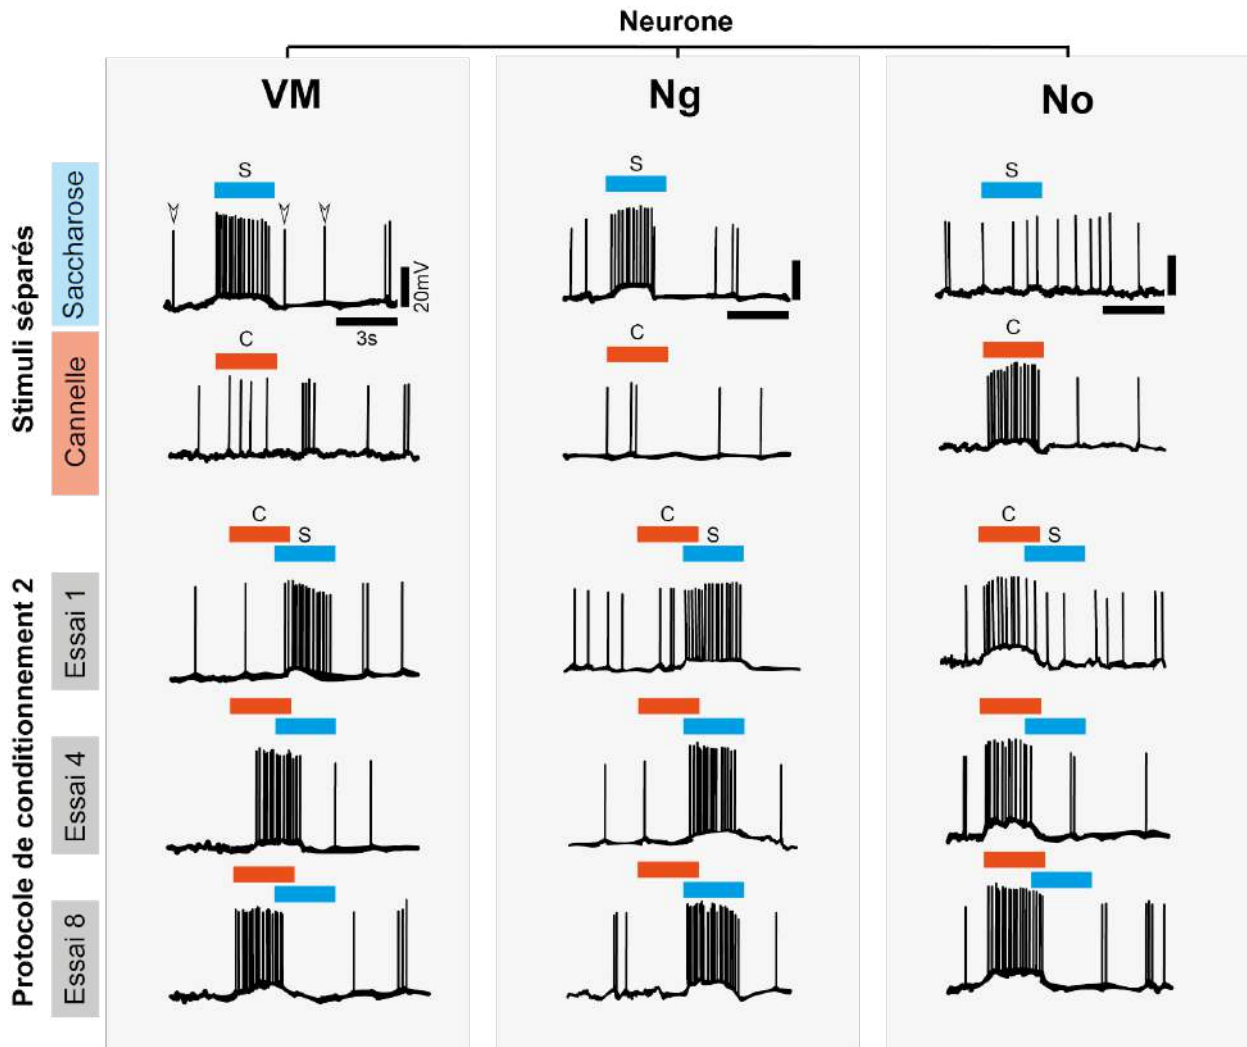 Neurone
VM
Ng
No
Stimuli séparés
Saccharose
S
S
S
20mV
3s
Cannelle
C
C
C
Protocole de conditionnement 2
Essai 1
C
S
C
S
C
S
Essai 4
Essai 8